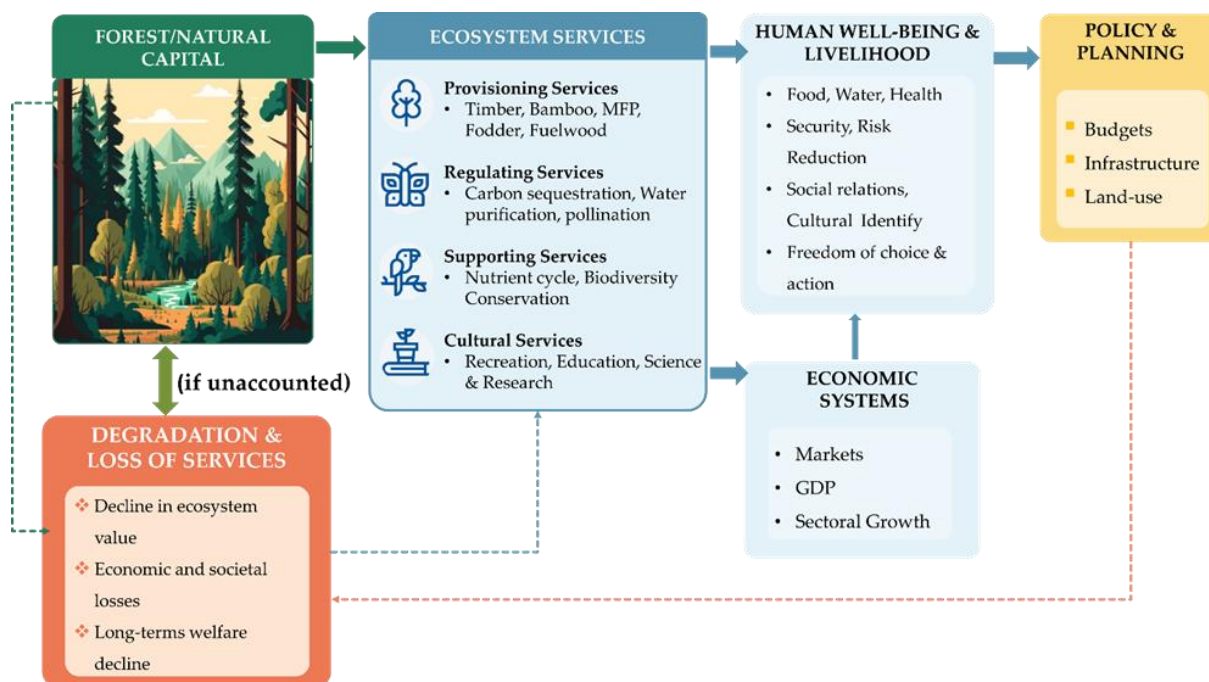 FOREST/NATURAL
CAPITAL
ECOSYSTEM SERVICES
Provisioning Services
• Timber, Bamboo, MFP,
Fodder, Fuelwood
Regulating Services
• Carbon sequestration, Water
purification, pollination
Supporting Services
• Nutrient cycle, Biodiversity
Conservation
Cultural Services
• Recreation, Education, Science
& Research
HUMAN WELL-BEING &
LIVELIHOOD
• Food, Water, Health
• Security, Risk
Reduction
• Social relations,
Cultural Identify
• Freedom of choice &
action
POLICY &
PLANNING
▪ Budgets
▪ Infrastructure
▪ Land-use
(if unaccounted)
DEGRADATION &
LOSS OF SERVICES
❖ Decline in ecosystem
value
❖ Economic and societal
losses
❖ Long-terms welfare
decline
ECONOMIC
SYSTEMS
• Markets
• GDP
• Sectoral Growth